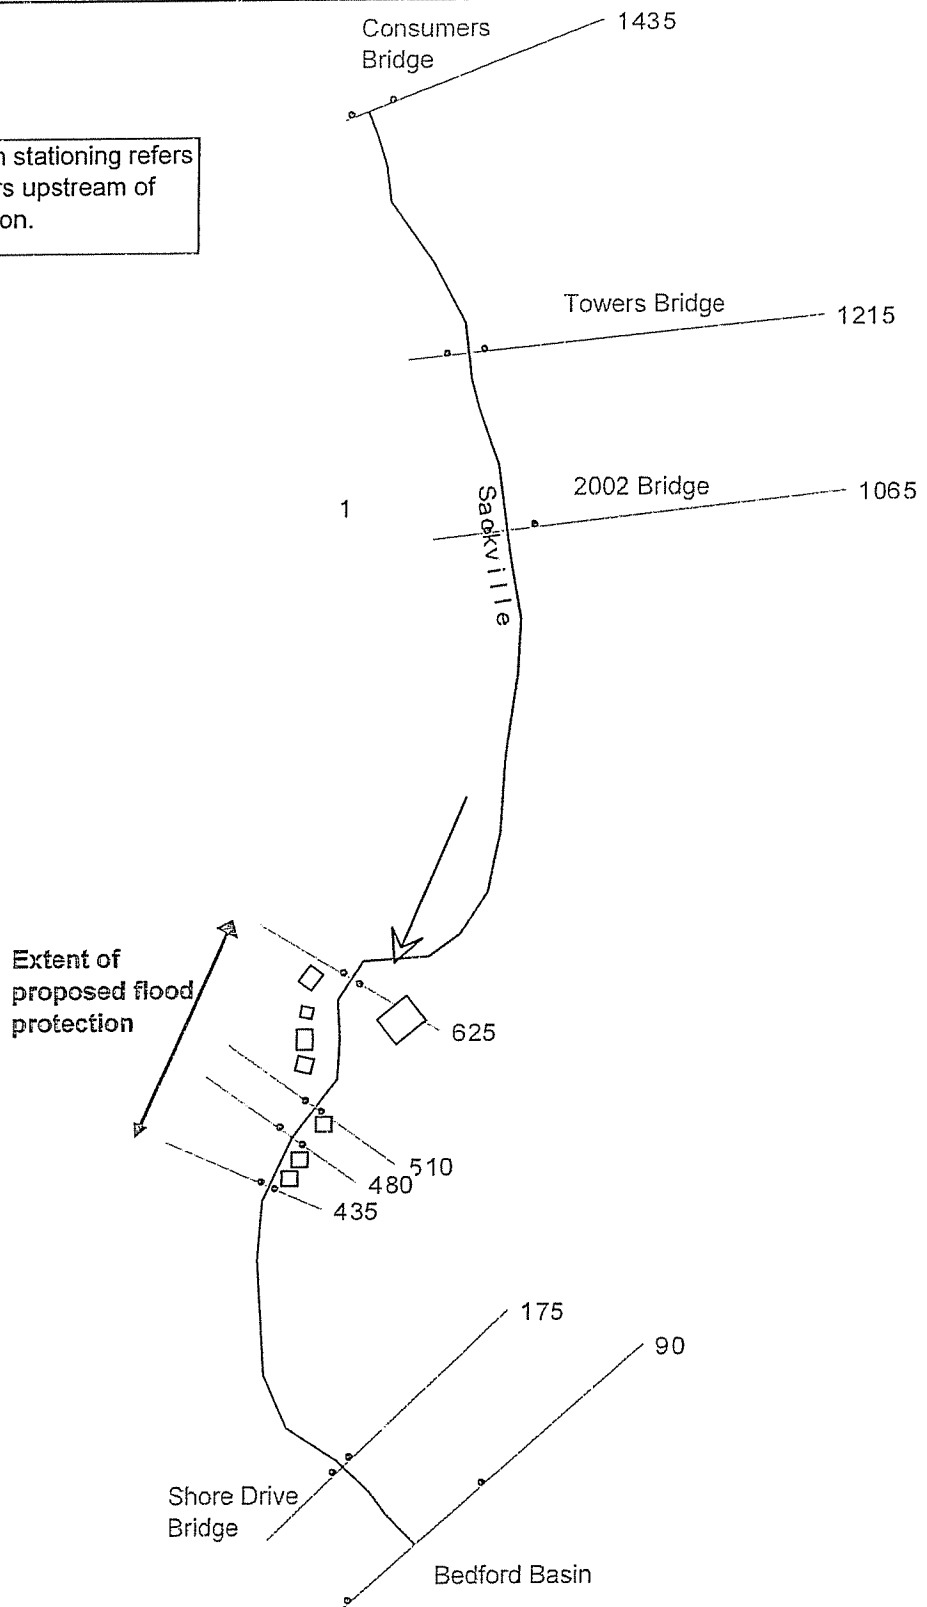 Consumers
Bridge
1435
n stationing refers
rs upstream of
on.
Towers Bridge
1215
2002 Bridge
1065
1
Sackville
Extent of
proposed flood
protection
625
510
480
435
175
90
Shore Drive
Bridge
Bedford Basin